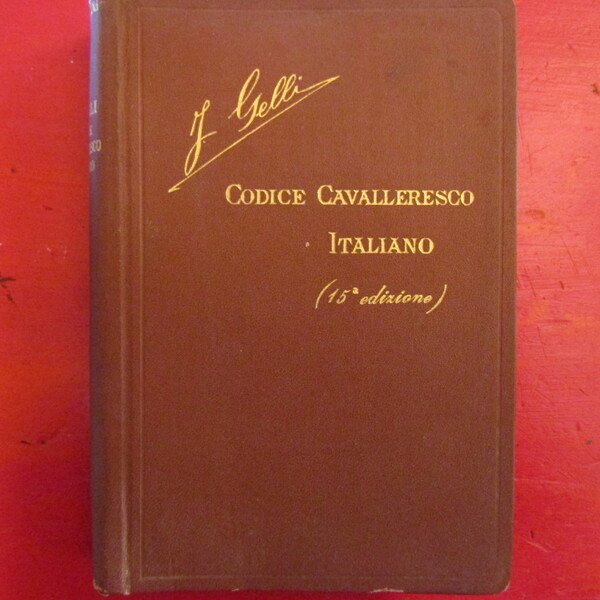 J Gelli
CODICE CAVALLERESCO
ITALIANO
(15ª edizione)